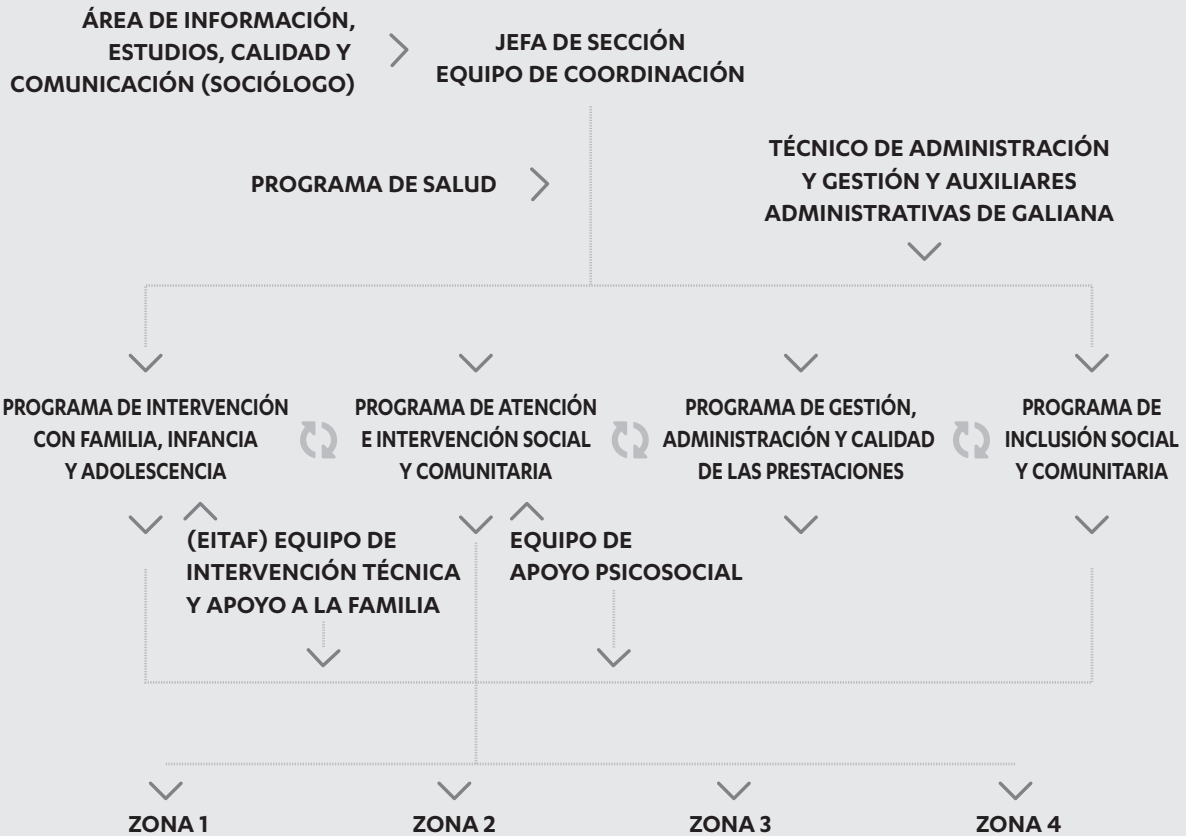 ÁREA DE INFORMACIÓN,
ESTUDIOS, CALIDAD Y
COMUNICACIÓN (SOCIÓLOGO)
JEFA DE SECCIÓN
EQUIPO DE COORDINACIÓN
PROGRAMA DE SALUD
TÉCNICO DE ADMINISTRACIÓN
Y GESTIÓN Y AUXILIARES
ADMINISTRATIVAS DE GALIANA
PROGRAMA DE INTERVENCIÓN
CON FAMILIA, INFANCIA
Y ADOLESCENCIA
PROGRAMA DE ATENCIÓN
E INTERVENCIÓN SOCIAL
Y COMUNITARIA
PROGRAMA DE GESTIÓN,
ADMINISTRACIÓN Y CALIDAD
DE LAS PRESTACIONES
PROGRAMA DE
INCLUSIÓN SOCIAL
Y COMUNITARIA
(EITAF) EQUIPO DE
INTERVENCIÓN TÉCNICA
Y APOYO A LA FAMILIA
EQUIPO DE
APOYO PSICOSOCIAL
ZONA 1
ZONA 2
ZONA 3
ZONA 4